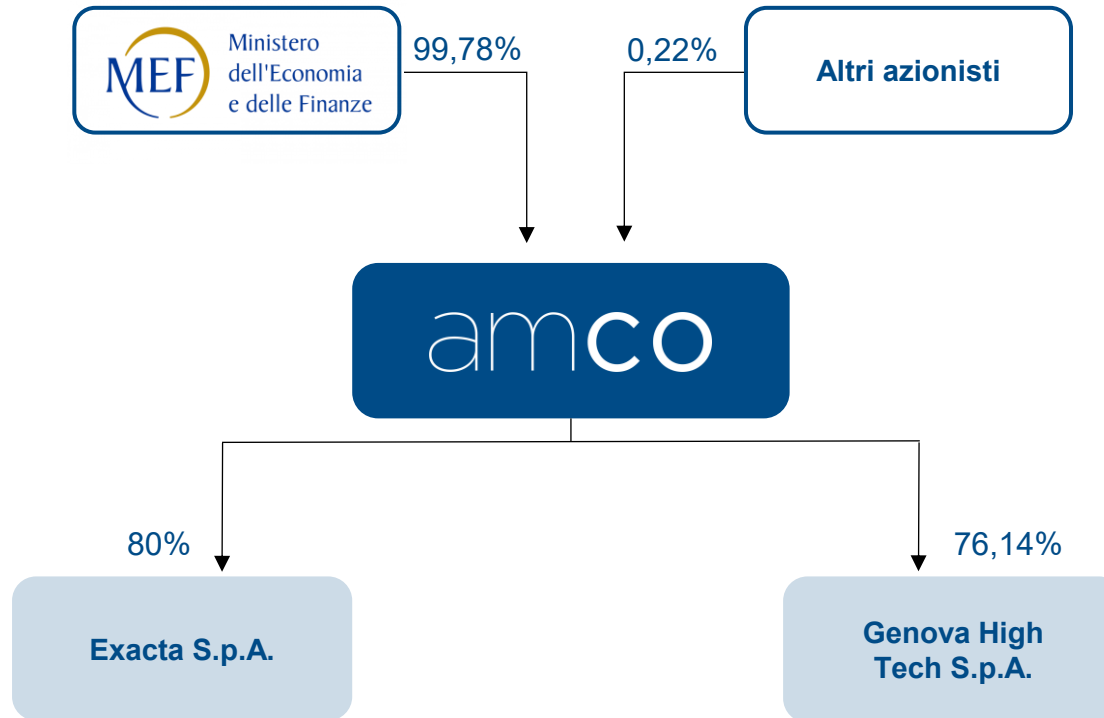 MEF
Ministero
dell'Economia
e delle Finanze
99,78%
0,22%
Altri azionisti
amco
80%
76,14%
Exacta S.p.A.
Genova High
Tech S.p.A.